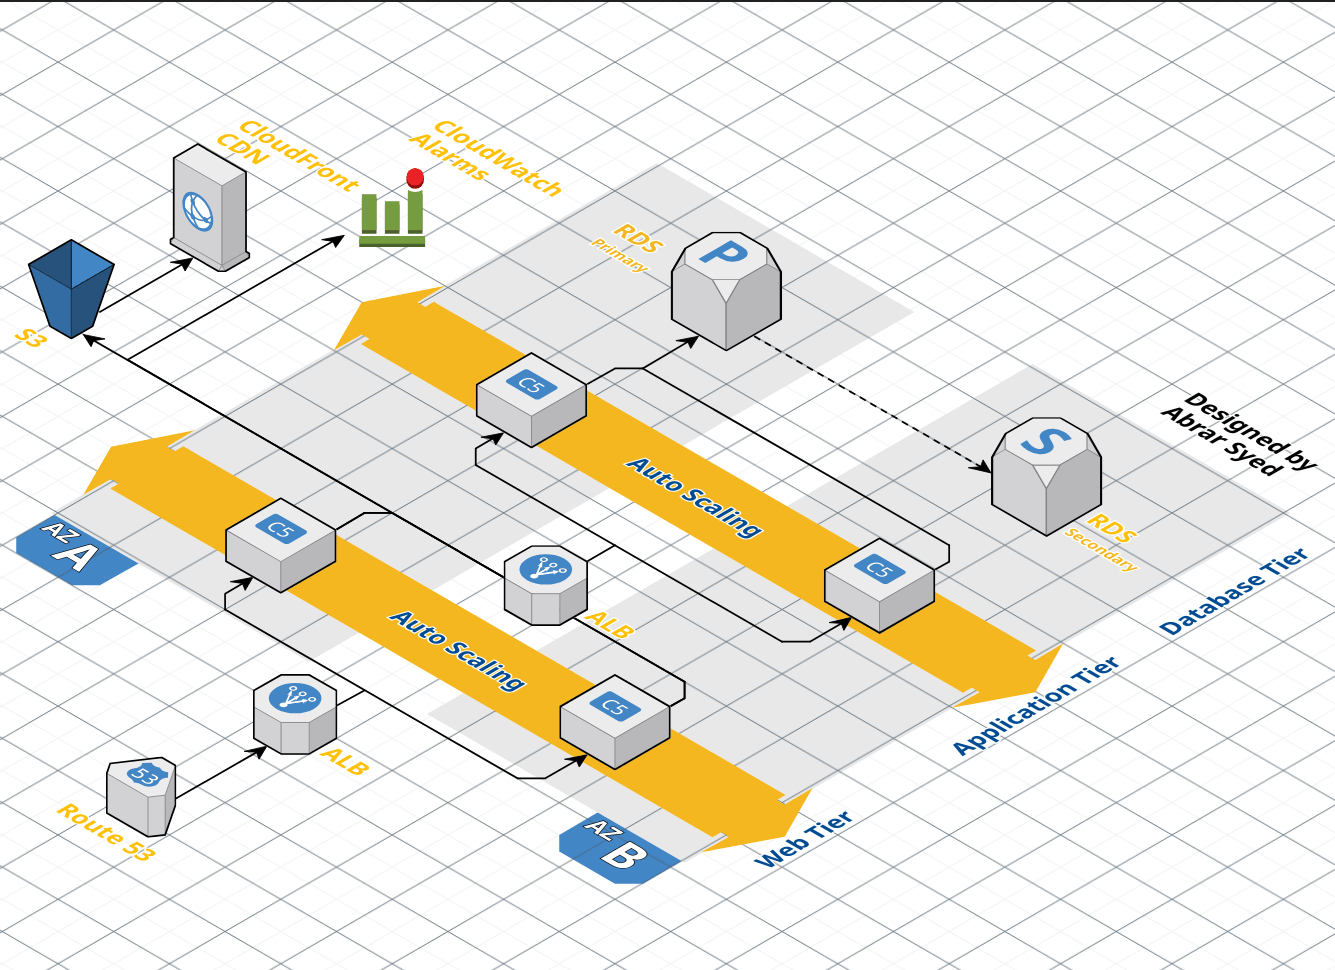 CloudFront
CDN
CloudWatch
Alarms
RDS
Primary
P
S3
C5
Designed by
Abrar Syed
S
RDS
Secondary
Auto Scaling
C5
AZ
A
C5
Database Tier
ALB
Auto Scaling
Application Tier
C5
ALB
53
Route 53
Web Tier
AZ
B